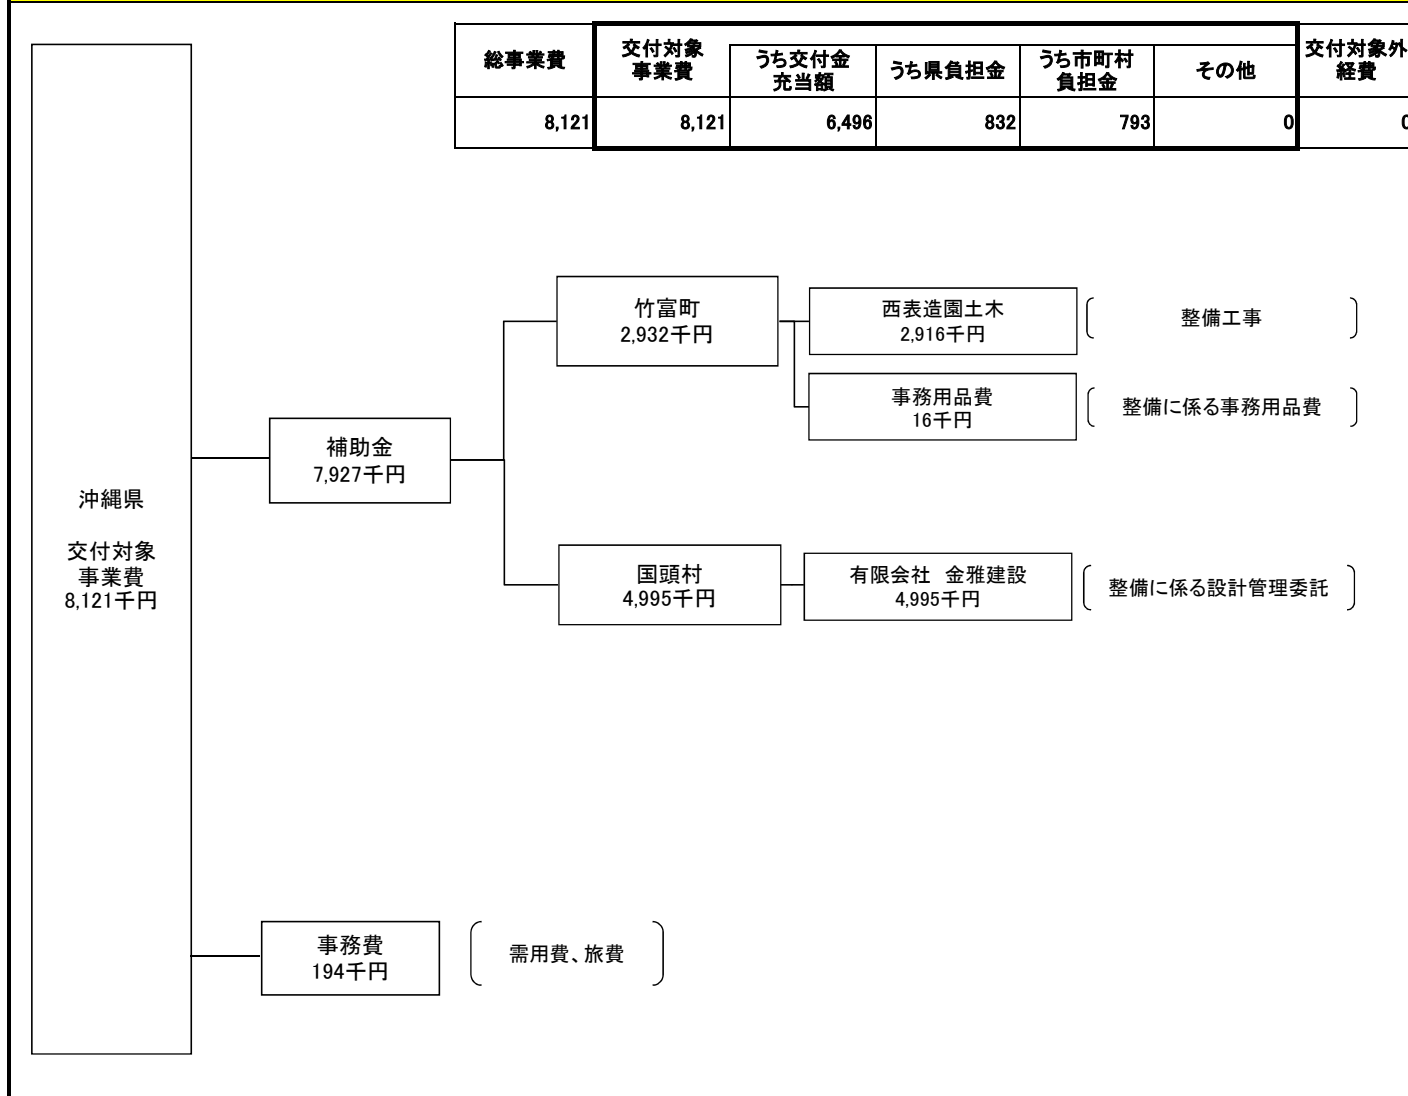 総事業費
交付対象
事業費
うち交付金
充当額
うち県負担金
うち市町村
負担金
その他
交付対象外
経費
8,121
8,121
6,496
832
793
0
0
沖縄県
交付対象
事業費
8,121千円
補助金
7,927千円
竹富町
2,932千円
西表造園土木
2,916千円
整備工事
事務用品費
16千円
整備に係る事務用品費
国頭村
4,995千円
有限会社　金雅建設
4,995千円
整備に係る設計管理委託
事務費
194千円
需用費、旅費